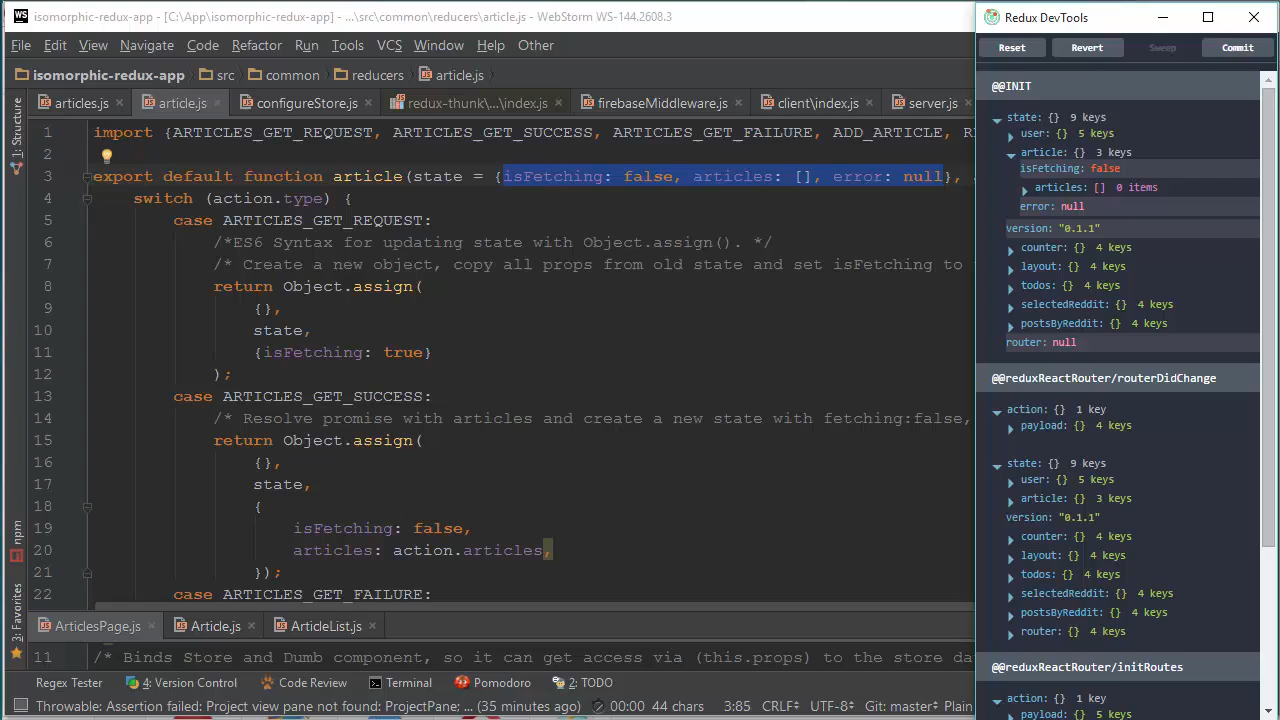 isomorphic-redux-app - [C:\App\isomorphic-redux-app] - ...\src\common\reducers\article.js - WebStorm WS-144.2608.3
File Edit View Navigate Code Refactor Run Tools VCS Window Help Other
isomorphic-redux-app src common reducers article.js
articles.js article.js configureStore.js redux-thunk\...\index.js firebaseMiddleware.js client\index.js server.js
1: Structure
npm
3: Favorites
1 import {ARTICLES_GET_REQUEST, ARTICLES_GET_SUCCESS, ARTICLES_GET_FAILURE, ADD_ARTICLE, R
2
3 export default function article(state = {isFetching: false, articles: [], error: null},
4 switch (action.type) {
5 case ARTICLES_GET_REQUEST:
6 /*ES6 Syntax for updating state with Object.assign(). */
7 /* Create a new object, copy all props from old state and set isFetching to
8 return Object.assign(
9 {},
10 state,
11 {isFetching: true}
12 );
13 case ARTICLES_GET_SUCCESS:
14 /* Resolve promise with articles and create a new state with fetching:false,
15 return Object.assign(
16 {},
17 state,
18 {
19 isFetching: false,
20 articles: action.articles,
21 });
22 case ARTICLES_GET_FAILURE:
ArticlesPage.js Article.js ArticleList.js
11 /* Binds Store and Dumb component, so it can get access via (this.props) to the store da
Regex Tester 4: Version Control Code Review Terminal Pomodoro 2: TODO
Throwable: Assertion failed: Project view pane not found: ProjectPane; ... (35 minutes ago) 00:00 44 chars 3:85 CRLF UTF-8 Git: master Plain
Redux DevTools
Reset Revert Sweep Commit
@@INIT
state: {} 9 keys
user: {} 5 keys
article: {} 3 keys
isFetching: false
articles: [] 0 items
error: null
version: "0.1.1"
counter: {} 4 keys
layout: {} 4 keys
todos: {} 4 keys
selectedReddit: {} 4 keys
postsByReddit: {} 4 keys
router: null
@@reduxReactRouter/routerDidChange
action: {} 1 key
payload: {} 4 keys
state: {} 9 keys
user: {} 5 keys
article: {} 3 keys
version: "0.1.1"
counter: {} 4 keys
layout: {} 4 keys
todos: {} 4 keys
selectedReddit: {} 4 keys
postsByReddit: {} 4 keys
router: {} 4 keys
@@reduxReactRouter/initRoutes
action: {} 1 key
payload: {} 5 keys